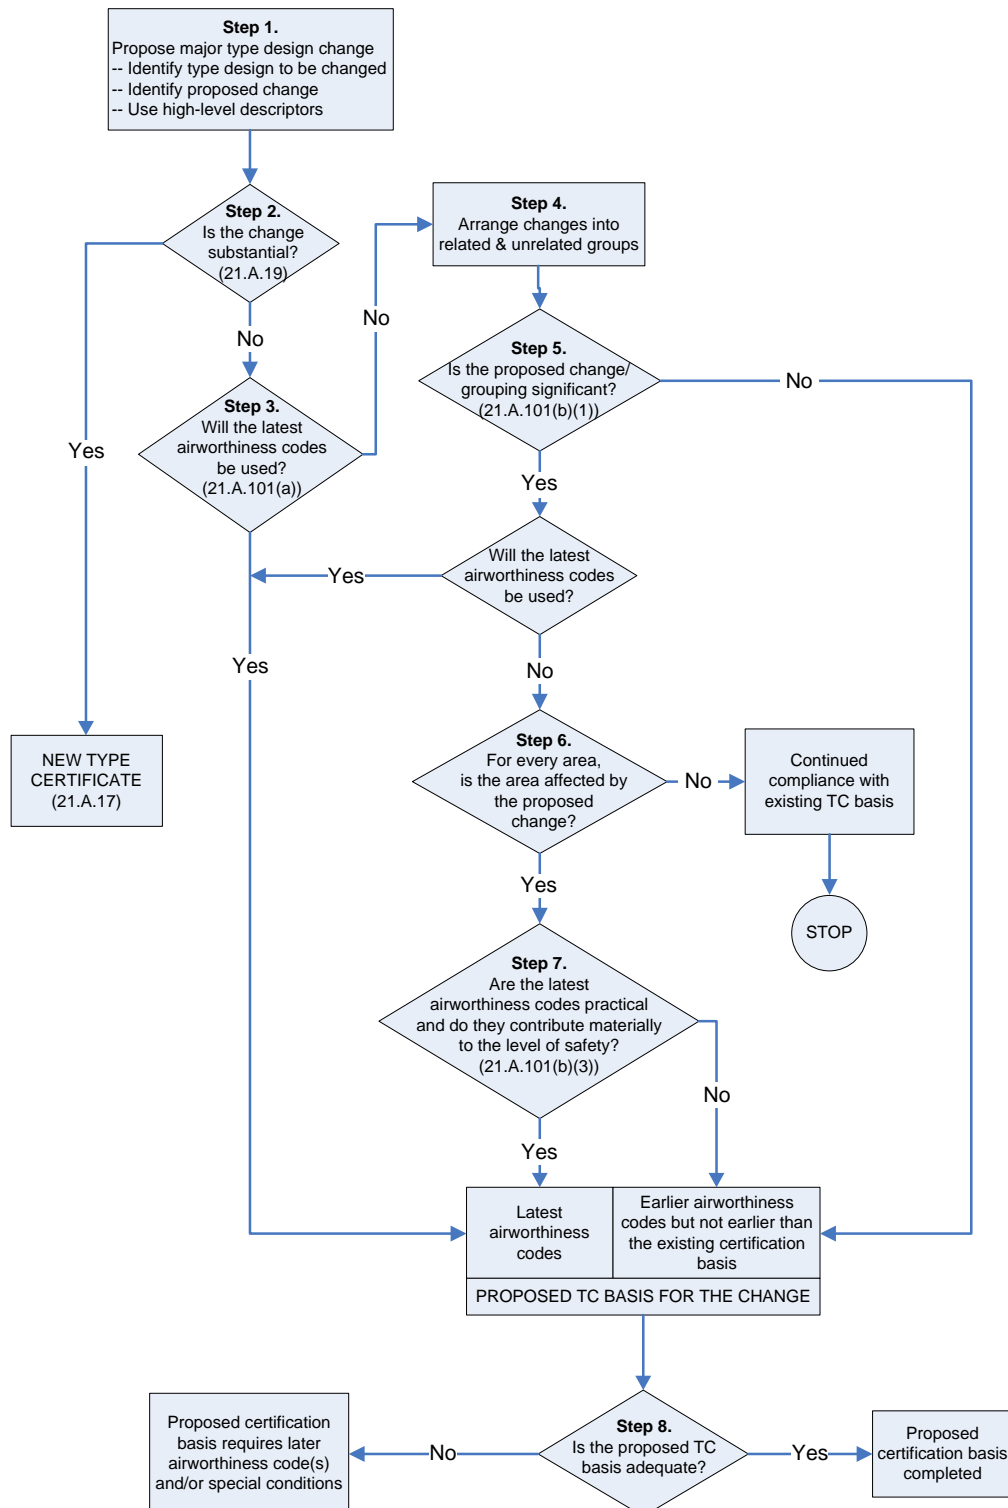 Step 1.
Propose major type design change
-- Identify type design to be changed
-- Identify proposed change
-- Use high-level descriptors
Step 2.
Is the change
substantial?
(21.A.19)
Yes
No
Step 3.
Will the latest
airworthiness codes
be used?
(21.A.101(a))
No
Yes
Step 4.
Arrange changes into
related & unrelated groups
Step 5.
Is the proposed change/
grouping significant?
(21.A.101(b)(1))
No
Yes
Will the latest
airworthiness codes
be used?
Yes
No
NEW TYPE
CERTIFICATE
(21.A.17)
Step 6.
For every area,
is the area affected by
the proposed
change?
No
Continued
compliance with
existing TC basis
STOP
Yes
Step 7.
Are the latest
airworthiness codes practical
and do they contribute materially
to the level of safety?
(21.A.101(b)(3))
No
Yes
Latest
airworthiness
codes
Earlier airworthiness
codes but not earlier than
the existing certification
basis
PROPOSED TC BASIS FOR THE CHANGE
Step 8.
Is the proposed TC
basis adequate?
No
Proposed certification
basis requires later
airworthiness code(s)
and/or special conditions
Yes
Proposed
certification basis
completed